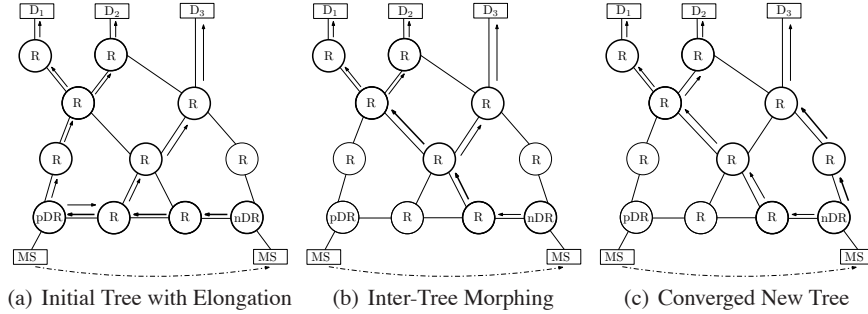 D1 D2 D3 D1 D2 D3 D1 D2 D3
R R R R R R
R R R R R R
R R R R R R R R R
pDR R R nDR pDR R R nDR pDR R R nDR
MS MS MS MS MS MS
(a) Initial Tree with Elongation (b) Inter-Tree Morphing (c) Converged New Tree